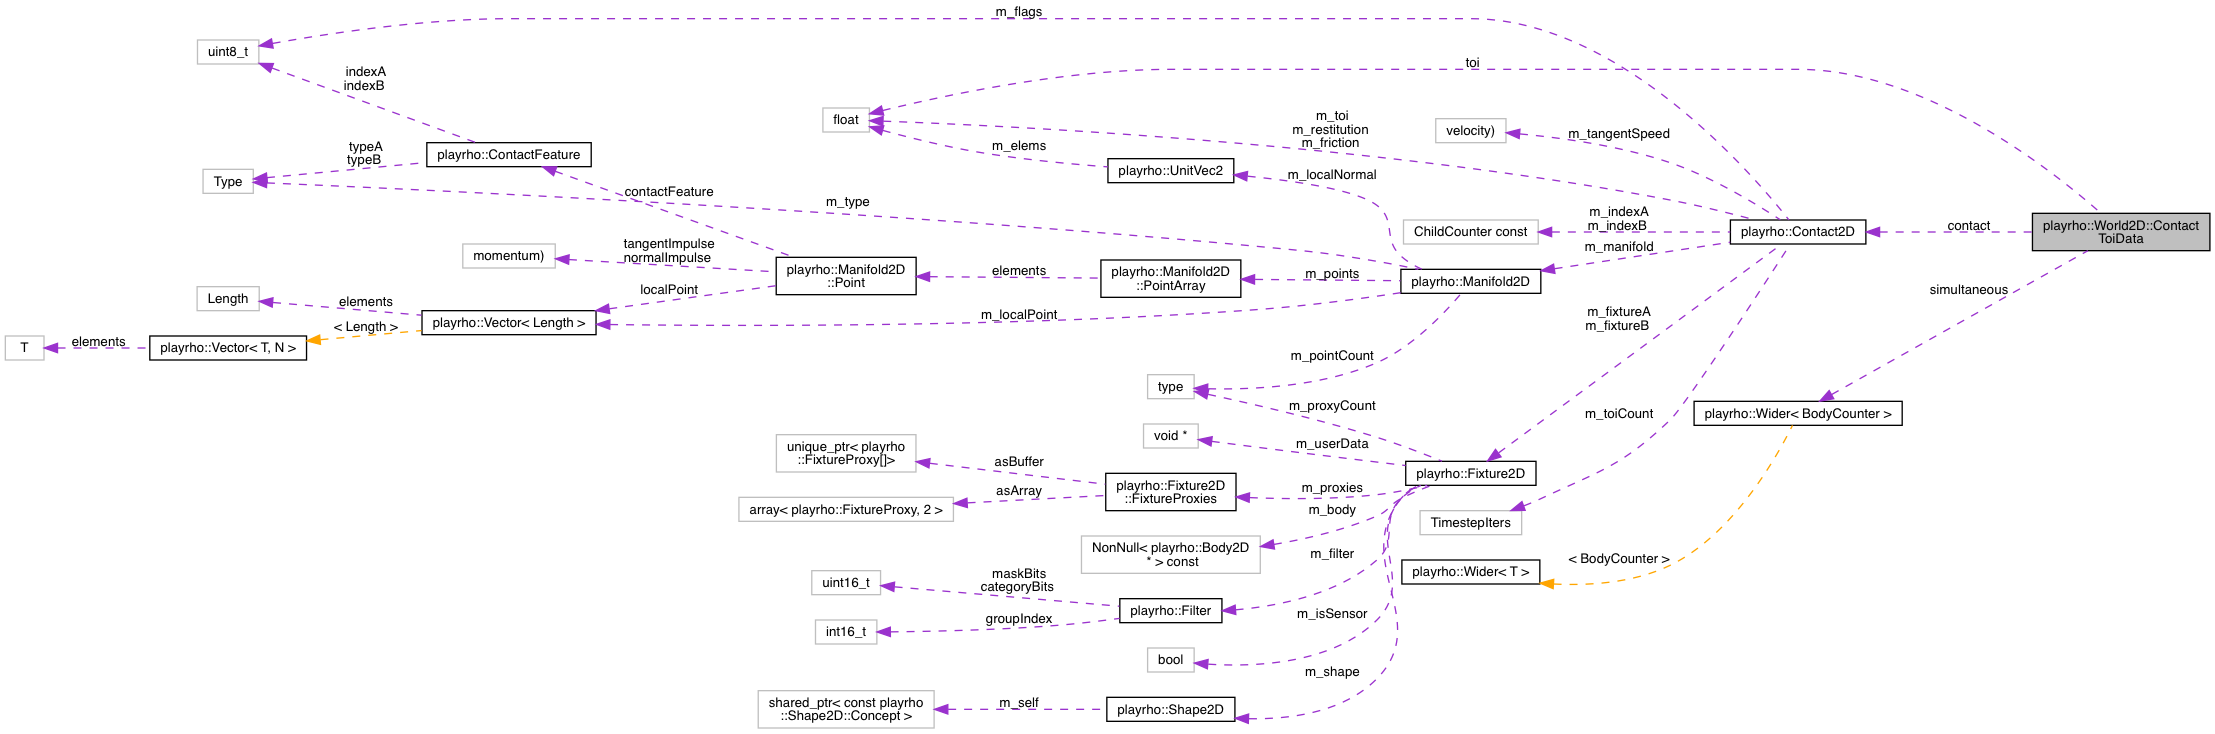 m_flags
uint8_t
toi
indexA
indexB
float
m_toi
m_restitution
m_friction
velocity)
m_tangentSpeed
typeA
typeB
playrho::ContactFeature
m_elems
playrho::UnitVec2
m_localNormal
Type
contactFeature
m_type
ChildCounter const
m_indexA
m_indexB
playrho::Contact2D
contact
playrho::World2D::Contact
ToiData
momentum)
tangentImpulse
normalImpulse
playrho::Manifold2D
::Point
elements
playrho::Manifold2D
::PointArray
m_points
playrho::Manifold2D
m_manifold
Length
elements
localPoint
simultaneous
playrho::Vector< Length >
m_localPoint
m_fixtureA
m_fixtureB
< Length >
T
elements
playrho::Vector< T, N >
m_pointCount
type
m_proxyCount
m_toiCount
playrho::Wider< BodyCounter >
void *
m_userData
unique_ptr< playrho
::FixtureProxy[]>
asBuffer
playrho::Fixture2D
playrho::Fixture2D
::FixtureProxies
m_proxies
asArray
array< playrho::FixtureProxy, 2 >
m_body
TimestepIters
NonNull< playrho::Body2D
* > const
m_filter
playrho::Wider< T >
< BodyCounter >
uint16_t
maskBits
categoryBits
playrho::Filter
m_isSensor
int16_t
groupIndex
bool
m_shape
shared_ptr< const playrho
::Shape2D::Concept >
m_self
playrho::Shape2D